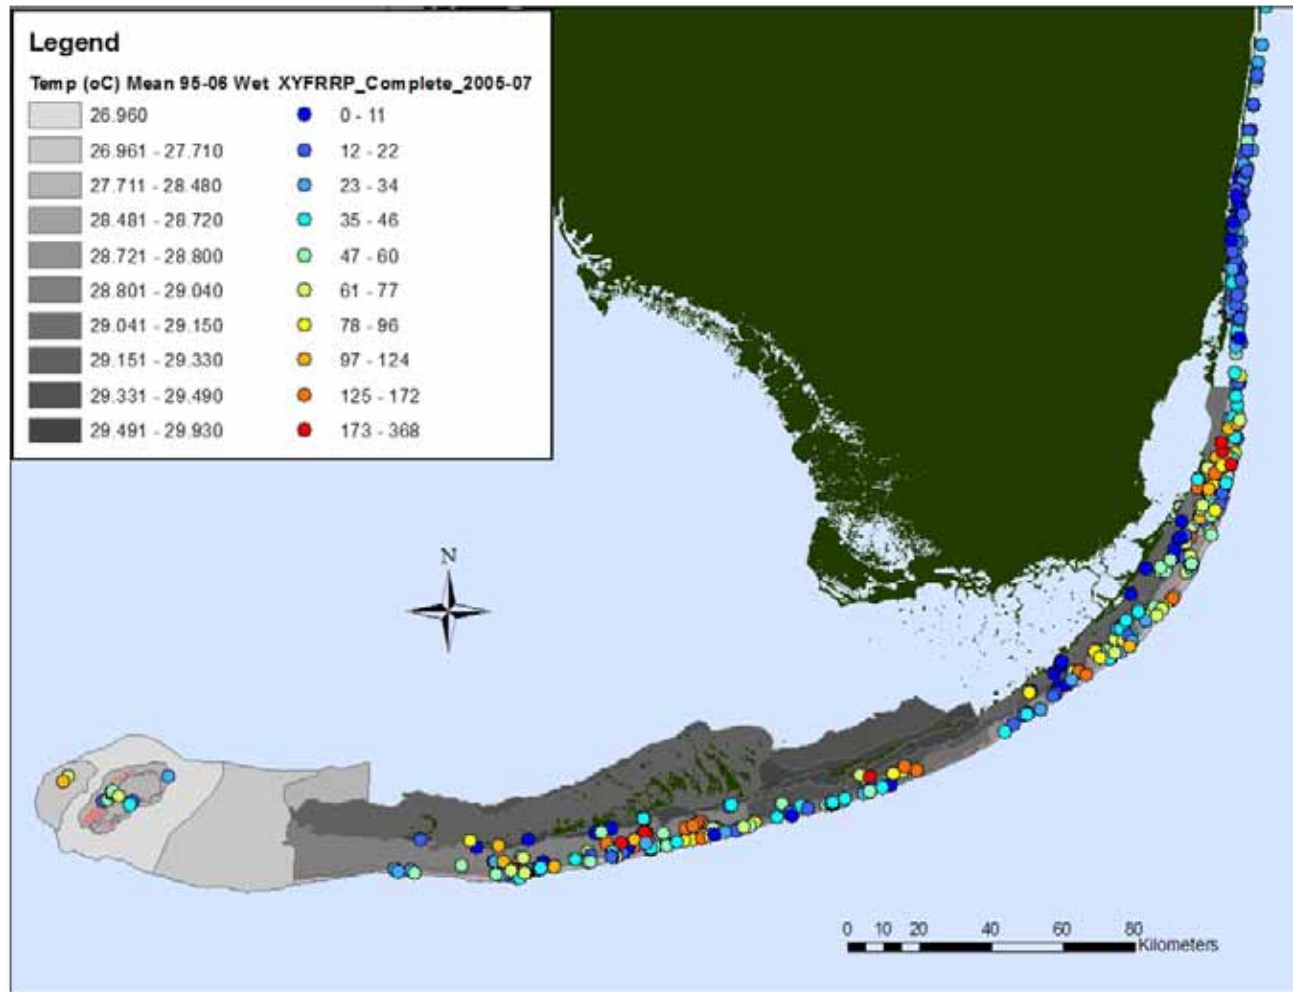 Legend
Temp (oC) Mean 95-06 Wet XYFRRP_Complete_2005-07
26.960 0 - 11
26.961 - 27.710 12 - 22
27.711 - 28.480 23 - 34
28.481 - 28.720 35 - 46
28.721 - 28.800 47 - 60
28.801 - 29.040 61 - 77
29.041 - 29.150 78 - 96
29.151 - 29.330 97 - 124
29.331 - 29.490 125 - 172
29.491 - 29.930 173 - 368
N
0 10 20 40 60 80
Kilometers